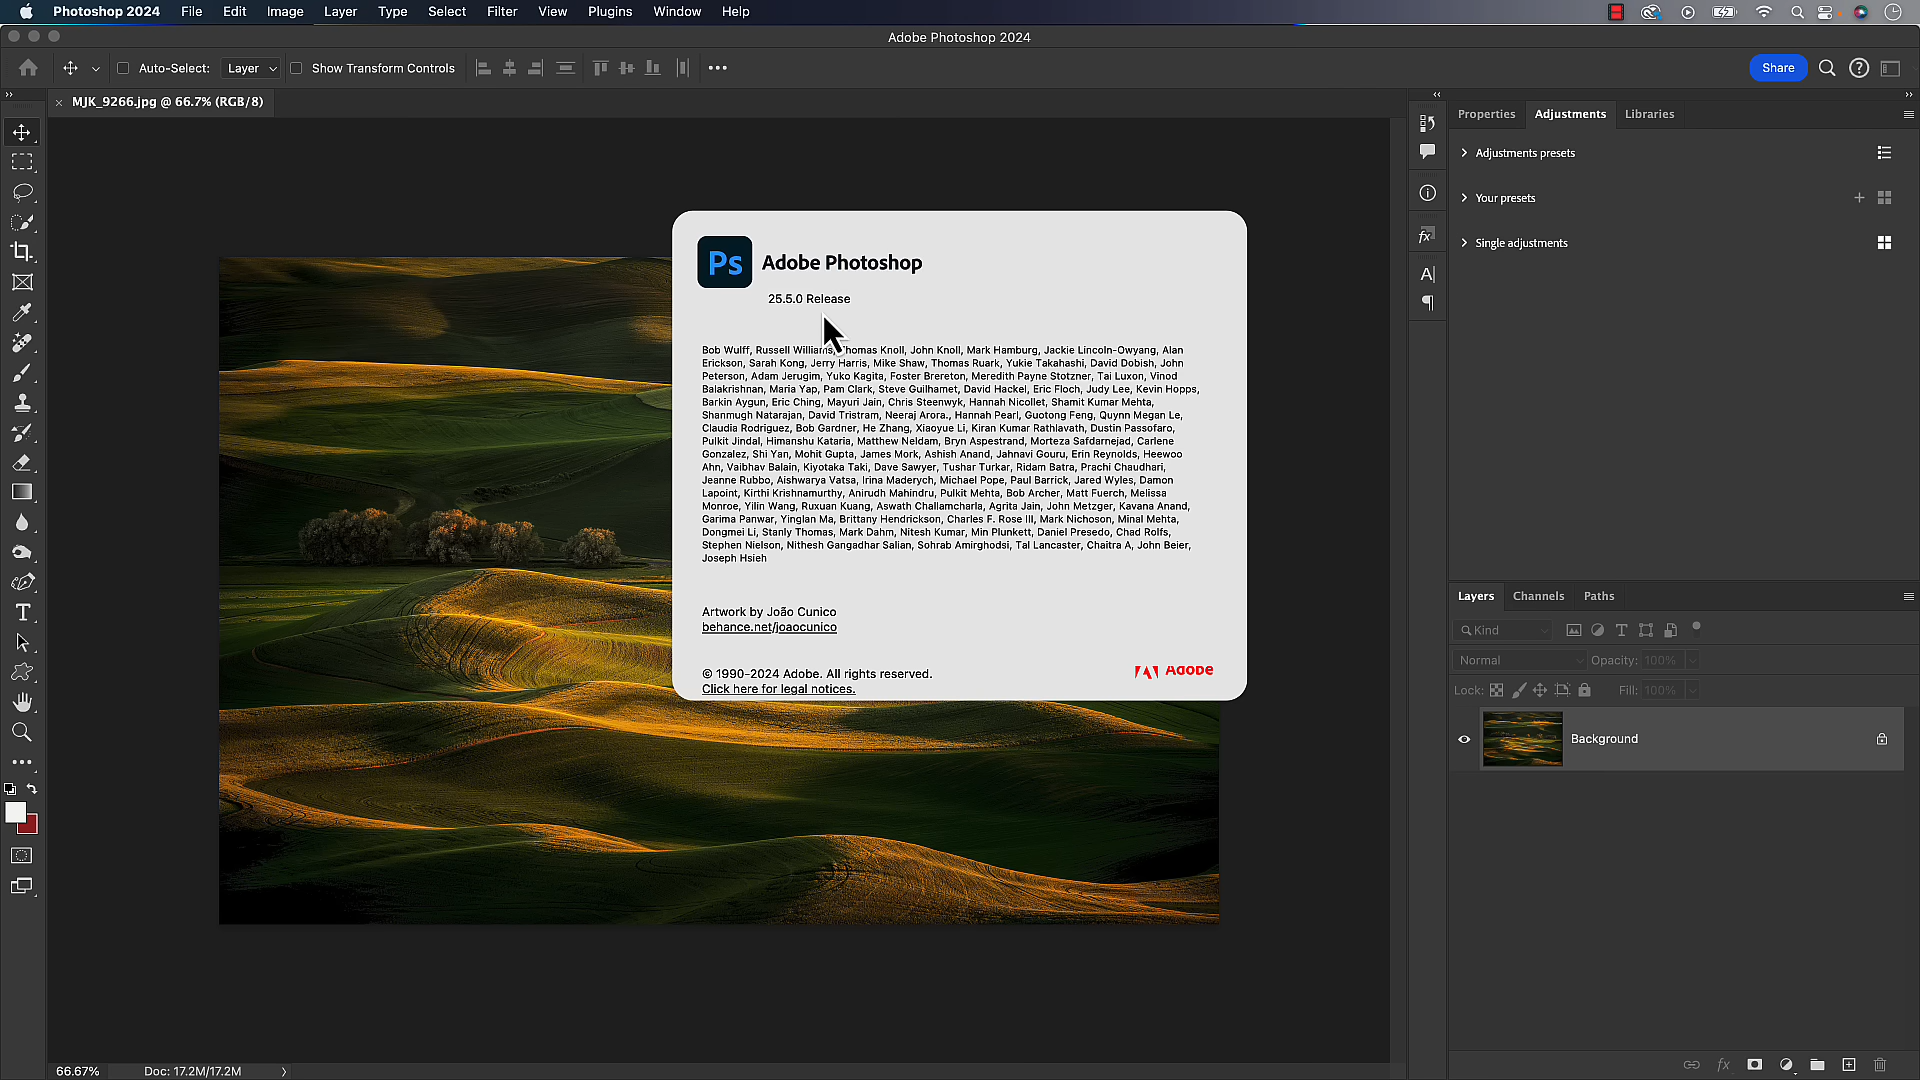 Photoshop 2024 File Edit Image Layer Type Select Filter View Plugins Window Help
Adobe Photoshop 2024
Auto-Select: Layer Show Transform Controls Share
MJK_9266.jpg @ 66.7% (RGB/8)
Properties Adjustments Libraries
Adjustments presets
Your presets
Single adjustments
Ps Adobe Photoshop
25.5.0 Release
Bob Wulff, Russell Williams, Thomas Knoll, John Knoll, Mark Hamburg, Jackie Lincoln-Owyang, Alan
Erickson, Sarah Kong, Jerry Harris, Mike Shaw, Thomas Ruark, Yukie Takahashi, David Dobish, John
Peterson, Adam Jerugim, Yuko Kagita, Foster Brereton, Meredith Payne Stotzner, Tai Luxon, Vinod
Balakrishnan, Maria Yap, Pam Clark, Steve Guilhamet, David Hackel, Eric Floch, Judy Lee, Kevin Hopps,
Barkin Aygun, Eric Ching, Mayuri Jain, Chris Steenwyk, Hannah Nicollet, Shamit Kumar Mehta,
Shanmugh Natarajan, David Tristram, Neeraj Arora., Hannah Pearl, Guotong Feng, Quynn Megan Le,
Claudia Rodriguez, Bob Gardner, He Zhang, Xiaoyue Li, Kiran Kumar Rathlavath, Dustin Passofaro,
Pulkit Jindal, Himanshu Kataria, Matthew Neldam, Bryn Aspestrand, Morteza Safdarnejad, Carlene
Gonzalez, Shi Yan, Mohit Gupta, James Mork, Ashish Anand, Jahnavi Gouru, Erin Reynolds, Heewoo
Ahn, Vaibhav Balain, Kiyotaka Taki, Dave Sawyer, Tushar Turkar, Ridam Batra, Prachi Chaudhari,
Jeanne Rubbo, Aishwarya Vatsa, Irina Maderych, Michael Pope, Paul Barrick, Jared Wyles, Damon
Lapoint, Kirthi Krishnamurthy, Anirudh Mahindru, Pulkit Mehta, Bob Archer, Matt Fuerch, Melissa
Monroe, Yilin Wang, Ruxuan Kuang, Aswath Challamcharla, Agrita Jain, John Metzger, Kavana Anand,
Garima Panwar, Yinglan Ma, Brittany Hendrickson, Charles F. Rose III, Mark Nichoson, Minal Mehta,
Dongmei Li, Stanly Thomas, Mark Dahm, Nitesh Kumar, Min Plunkett, Daniel Presedo, Chad Rolfs,
Stephen Nielson, Nithesh Gangadhar Salian, Sohrab Amirghodsi, Tal Lancaster, Chaitra A, John Beier,
Joseph Hsieh
Artwork by João Cunico
behance.net/joaocunico
© 1990-2024 Adobe. All rights reserved.
Click here for legal notices.
Adobe
Layers Channels Paths
Kind
Normal Opacity: 100%
Lock: Fill: 100%
Background
66.67% Doc: 17.2M/17.2M